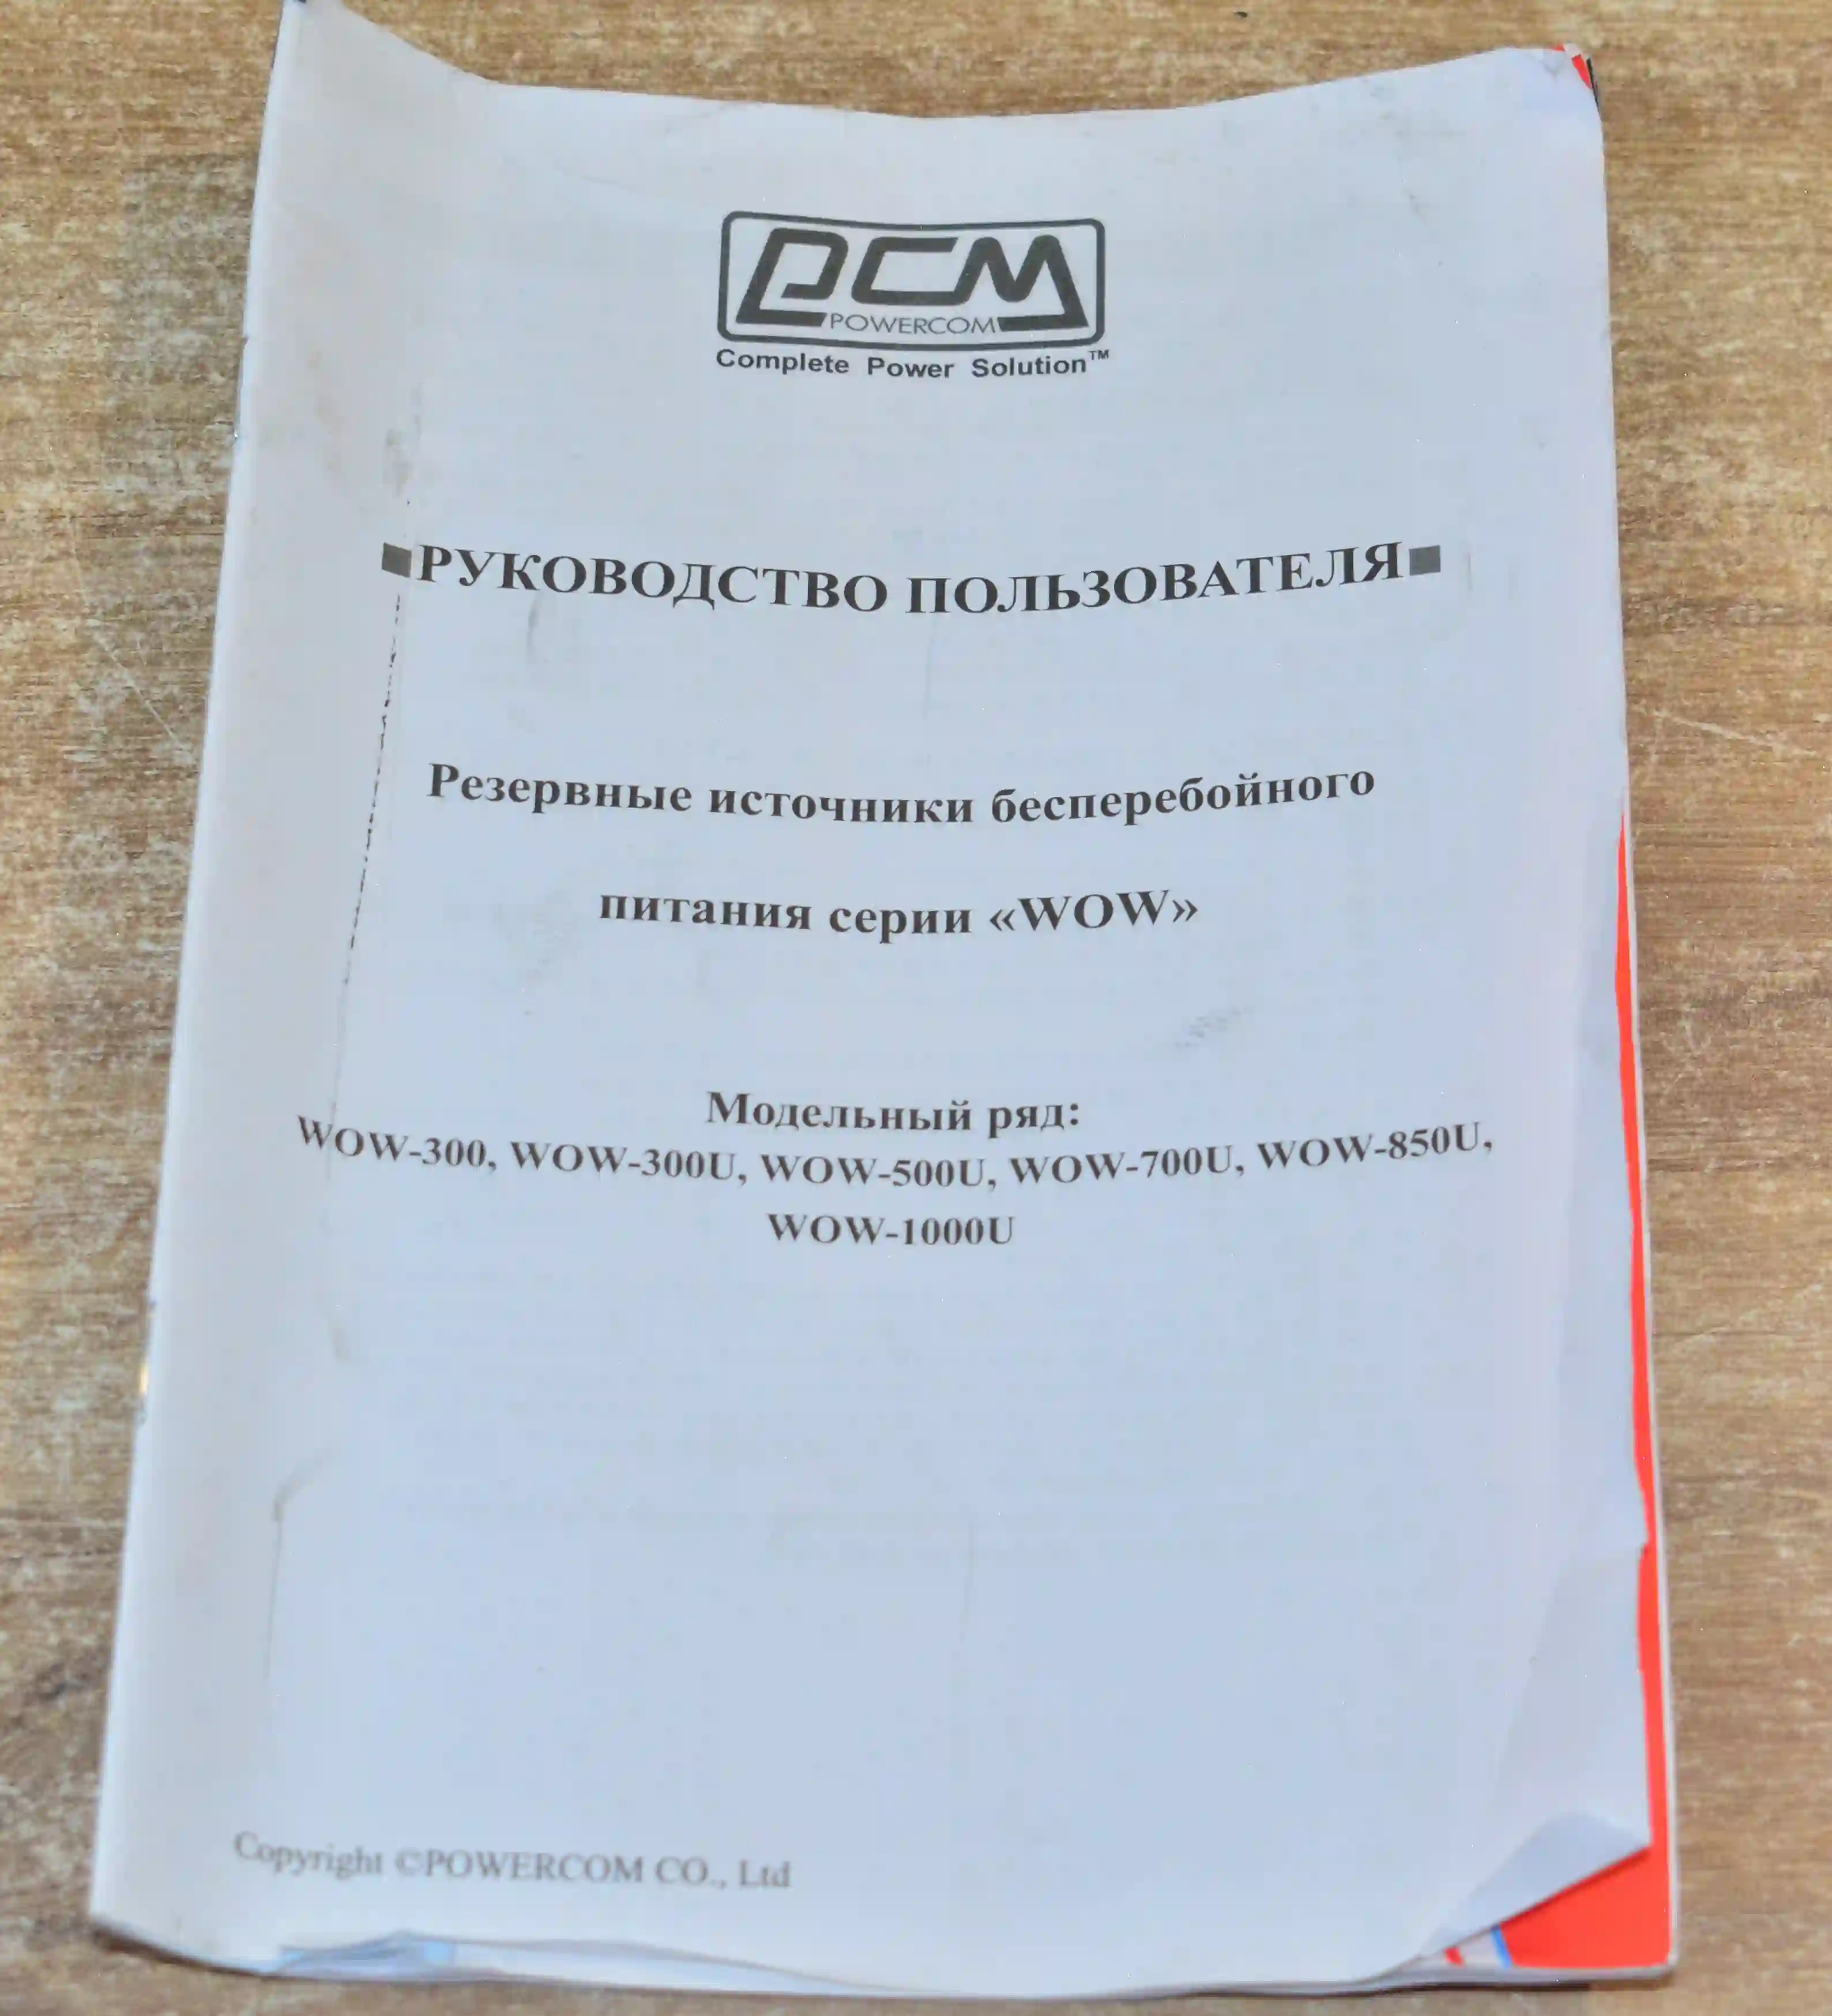 PCM
POWERCOM
Complete Power Solution™
■РУКОВОДСТВО ПОЛЬЗОВАТЕЛЯ■
Резервные источники бесперебойного
питания серии «WOW»
Модельный ряд:
WOW-300, WOW-300U, WOW-500U, WOW-700U, WOW-850U,
WOW-1000U
Copyright ©POWERCOM CO., Ltd